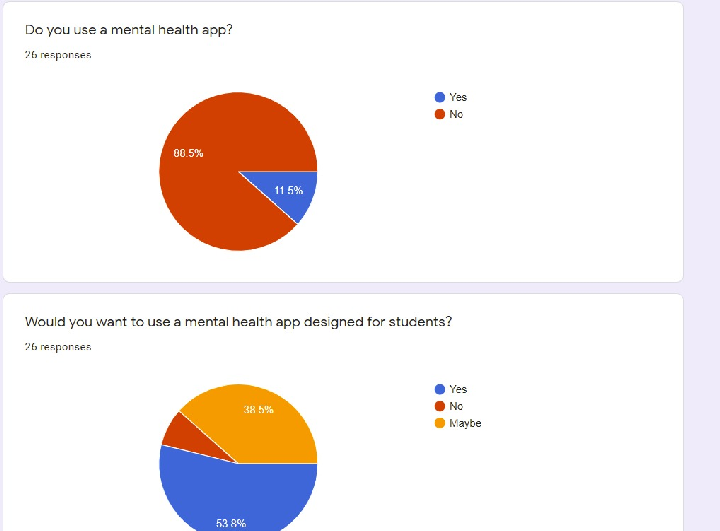 Do you use a mental health app?
26 responses
Yes
No
88.5%
11.5%
Would you want to use a mental health app designed for students?
26 responses
Yes
No
Maybe
38.5%
53.8%